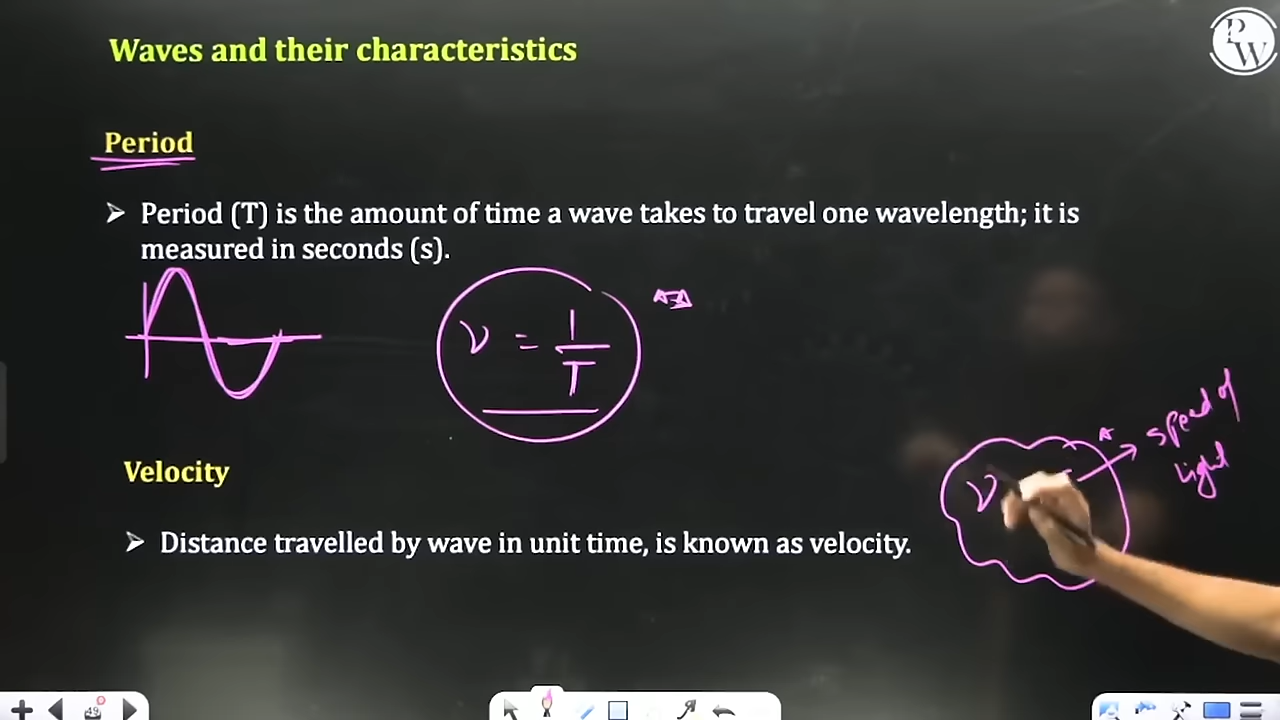 Waves and their characteristics
PW
Period
➤ Period (T) is the amount of time a wave takes to travel one wavelength; it is
measured in seconds (s).
ν = 1/T
speed of
light
ν
Velocity
➤ Distance travelled by wave in unit time, is known as velocity.
49